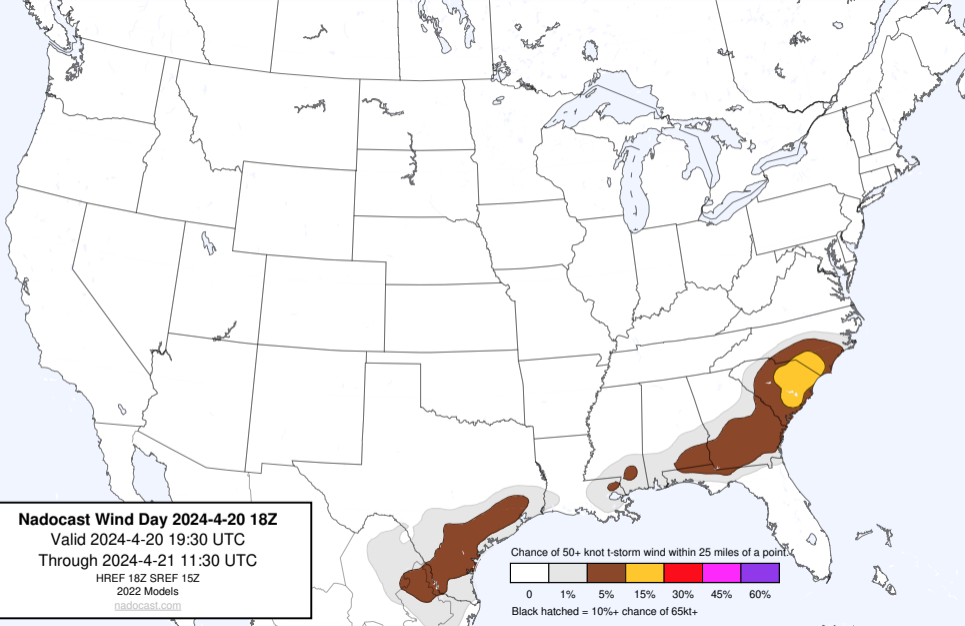 Nadocast Wind Day 2024-4-20 18Z
Valid 2024-4-20 19:30 UTC
Through 2024-4-21 11:30 UTC
HREF 18Z SREF 15Z
2022 Models
nadocast.com
Chance of 50+ knot t-storm wind within 25 miles of a point.
0 1% 5% 15% 30% 45% 60%
Black hatched = 10%+ chance of 65kt+